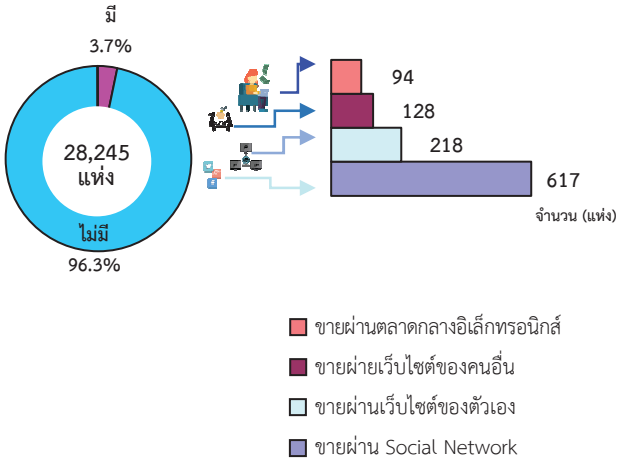 มี
3.7%
28,245
แห่ง
ไม่มี
96.3%
94
128
218
617
จำนวน (แห่ง)
ขายผ่านตลาดกลางอิเล็กทรอนิกส์
ขายผ่ายเว็บไซต์ของคนอื่น
ขายผ่านเว็บไซต์ของตัวเอง
ขายผ่าน Social Network